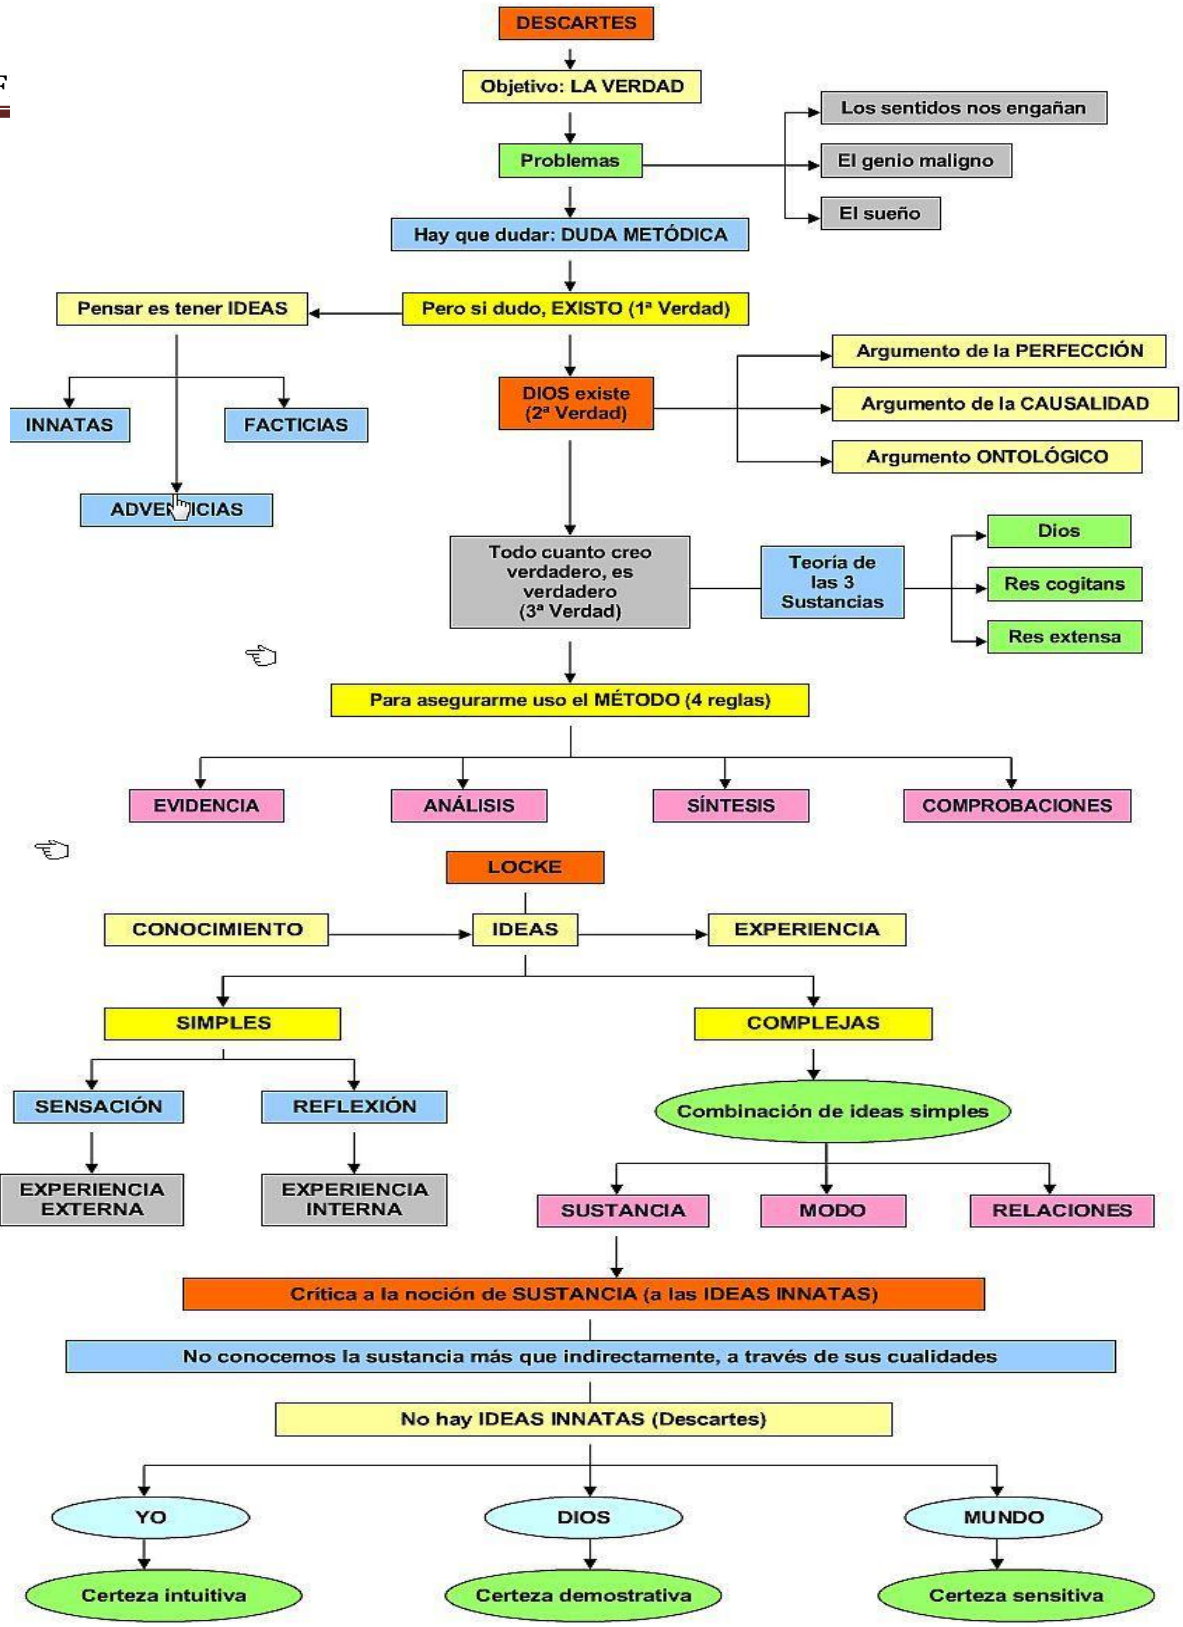 DESCARTES
F
Objetivo: LA VERDAD
Los sentidos nos engañan
Problemas
El genio maligno
El sueño
Hay que dudar: DUDA METÓDICA
Pensar es tener IDEAS
Pero si dudo, EXISTO (1ª Verdad)
Argumento de la PERFECCIÓN
DIOS existe
(2ª Verdad)
Argumento de la CAUSALIDAD
INNATAS
FACTICIAS
Argumento ONTOLÓGICO
ADVENTICIAS
Dios
Todo cuanto creo
verdadero, es
verdadero
(3ª Verdad)
Teoría de
las 3
Sustancias
Res cogitans
Res extensa
Para asegurarme uso el MÉTODO (4 reglas)
EVIDENCIA
ANÁLISIS
SÍNTESIS
COMPROBACIONES
LOCKE
CONOCIMIENTO
IDEAS
EXPERIENCIA
SIMPLES
COMPLEJAS
SENSACIÓN
REFLEXIÓN
Combinación de ideas simples
EXPERIENCIA
EXTERNA
EXPERIENCIA
INTERNA
SUSTANCIA
MODO
RELACIONES
Crítica a la noción de SUSTANCIA (a las IDEAS INNATAS)
No conocemos la sustancia más que indirectamente, a través de sus cualidades
No hay IDEAS INNATAS (Descartes)
YO
DIOS
MUNDO
Certeza intuitiva
Certeza demostrativa
Certeza sensitiva